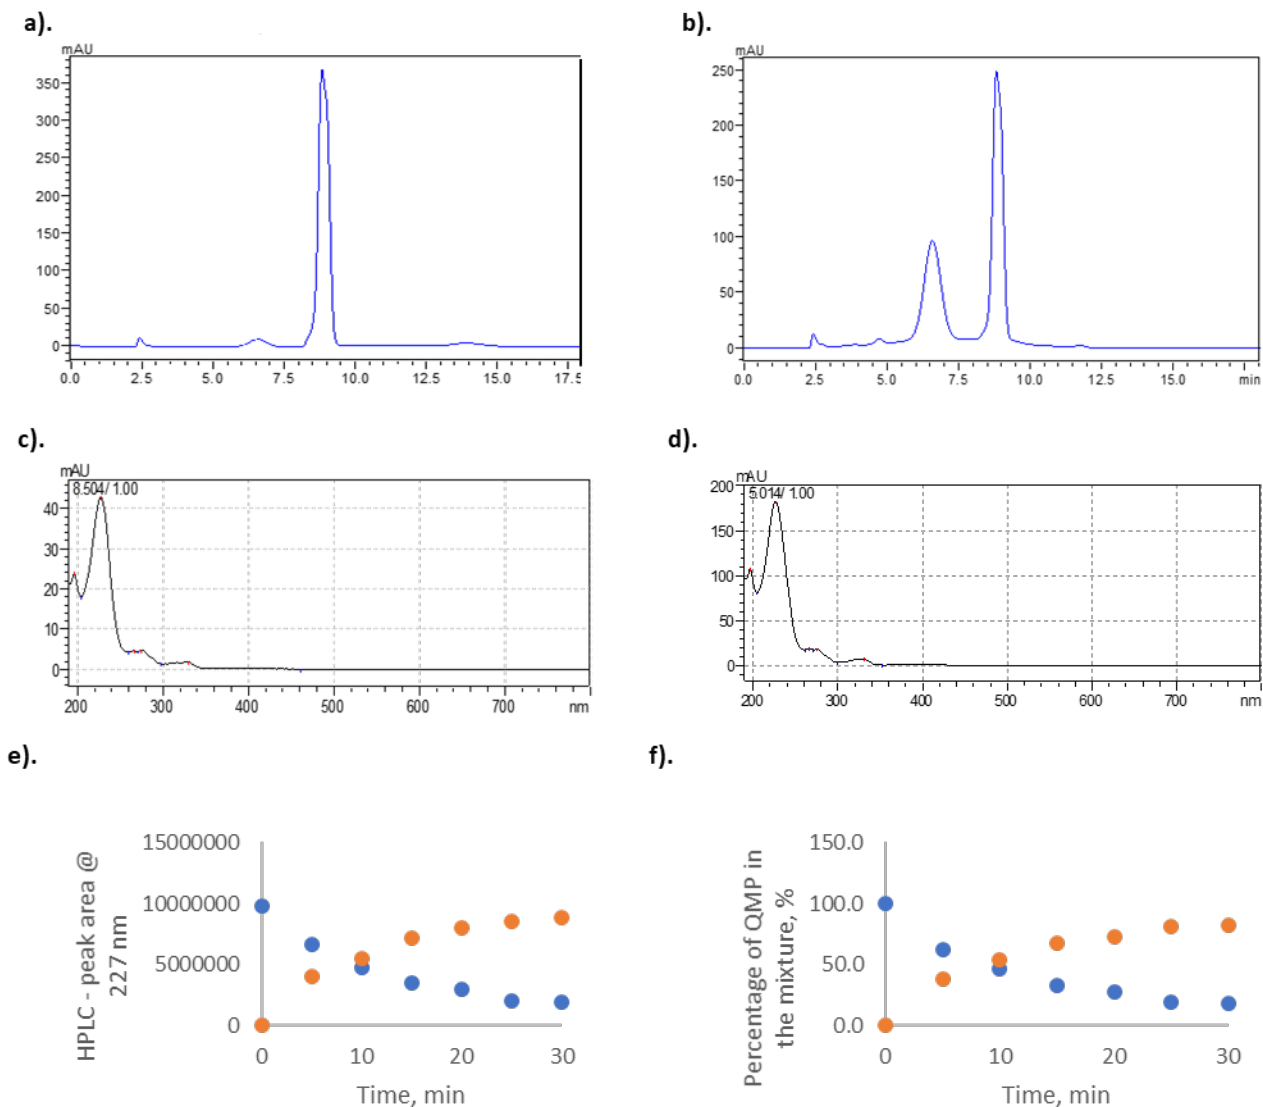 a).
b).
mAU
mAU
350
300
250
200
150
100
50
0
0.0 2.5 5.0 7.5 10.0 12.5 15.0 17.5
250
200
150
100
50
0
0.0 2.5 5.0 7.5 10.0 12.5 15.0 min
c).
d).
mAU
8.504/ 1.00
40
30
20
10
0
200 300 400 500 600 700 nm
mAU
5.014/ 1.00
200
150
100
50
0
200 300 400 500 600 700 nm
e).
f).
HPLC - peak area @
227 nm
15000000
10000000
5000000
0
0 10 20 30
Time, min
Percentage of QMP in
the mixture, %
150.0
100.0
50.0
0.0
0 10 20 30
Time, min